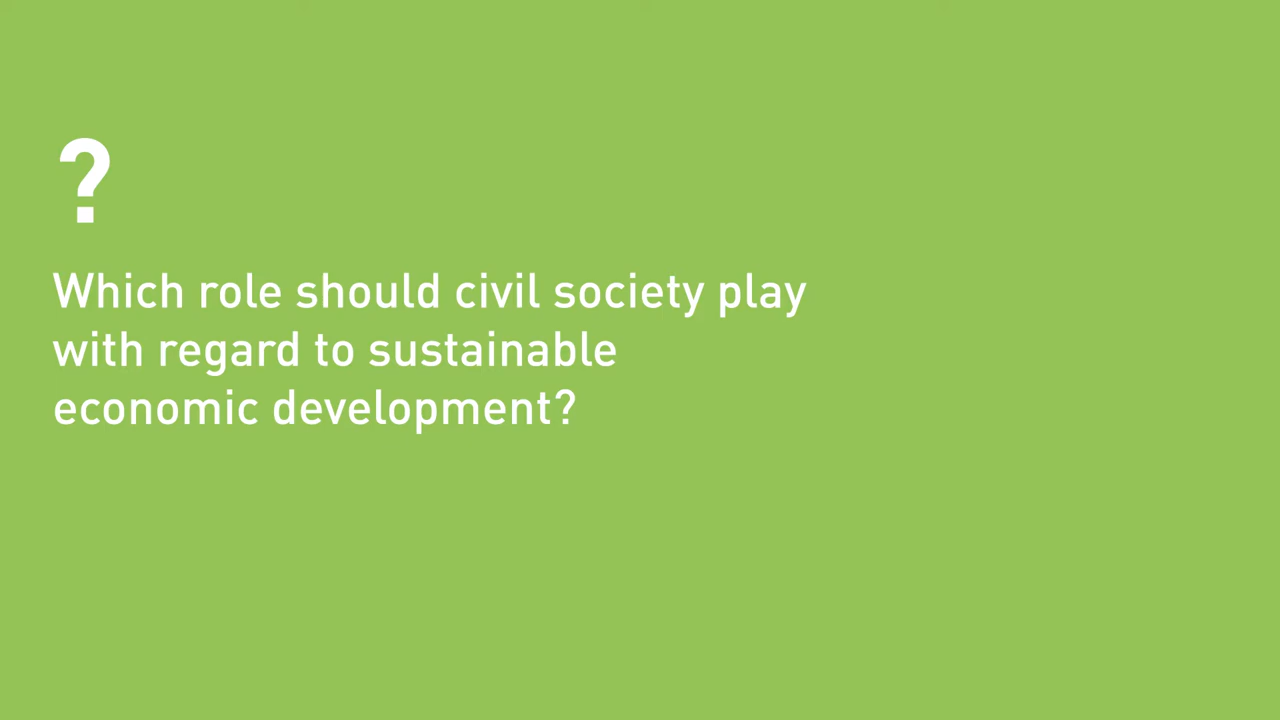 ?
Which role should civil society play
with regard to sustainable
economic development?